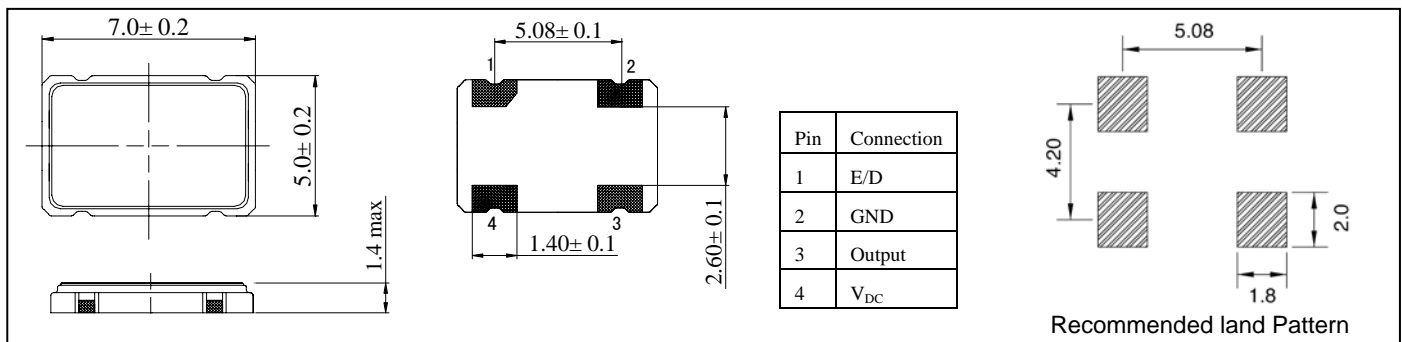 7.0± 0.2
5.0± 0.2
1.4 max
5.08± 0.1
1
2
4
3
1.40± 0.1
2.60± 0.1
Pin Connection
1 E/D
2 GND
3 Output
4 VDC
5.08
4.20
2.0
1.8
Recommended land Pattern